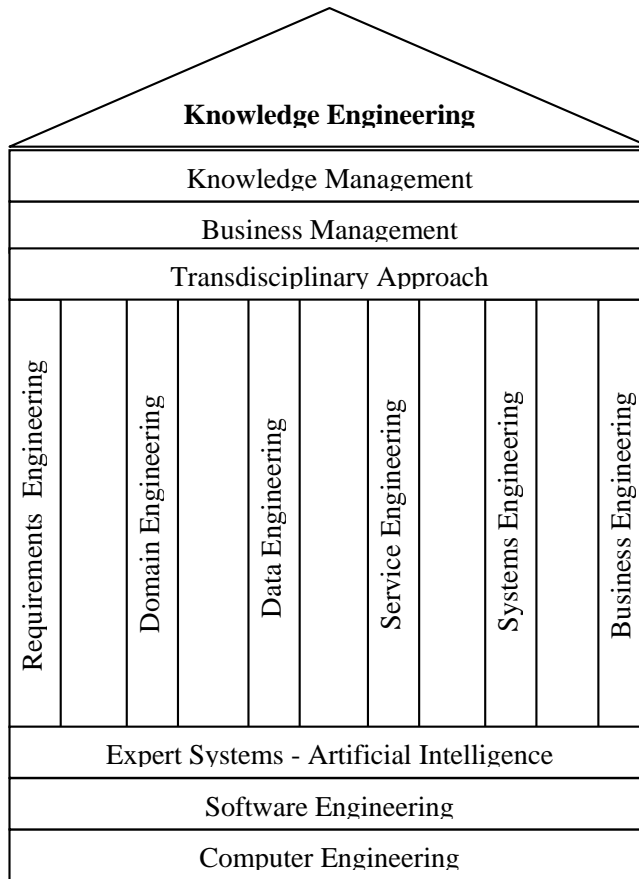 Knowledge Engineering
Knowledge Management
Business Management
Transdisciplinary Approach
Requirements Engineering
Domain Engineering
Data Engineering
Service Engineering
Systems Engineering
Business Engineering
Expert Systems - Artificial Intelligence
Software Engineering
Computer Engineering